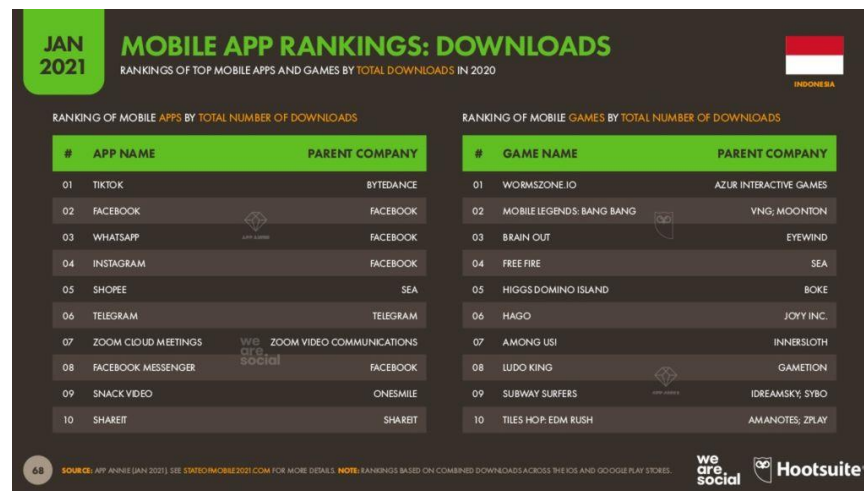 JAN
2021
MOBILE APP RANKINGS: DOWNLOADS
RANKINGS OF TOP MOBILE APPS AND GAMES BY TOTAL DOWNLOADS IN 2020
INDONESIA
RANKING OF MOBILE APPS BY TOTAL NUMBER OF DOWNLOADS
# APP NAME PARENT COMPANY
01 TIKTOK BYTEDANCE
02 FACEBOOK FACEBOOK
03 WHATSAPP FACEBOOK
04 INSTAGRAM FACEBOOK
05 SHOPEE SEA
06 TELEGRAM TELEGRAM
07 ZOOM CLOUD MEETINGS ZOOM VIDEO COMMUNICATIONS
08 FACEBOOK MESSENGER FACEBOOK
09 SNACK VIDEO ONESMILE
10 SHAREIT SHAREIT
APP ANNIE
we
are.
social
RANKING OF MOBILE GAMES BY TOTAL NUMBER OF DOWNLOADS
# GAME NAME PARENT COMPANY
01 WORMSZONE.IO AZUR INTERACTIVE GAMES
02 MOBILE LEGENDS: BANG BANG VNG; MOONTON
03 BRAIN OUT EYEWIND
04 FREE FIRE SEA
05 HIGGS DOMINO ISLAND BOKE
06 HAGO JOYY INC.
07 AMONG US! INNERSLOTH
08 LUDO KING GAMETION
09 SUBWAY SURFERS IDREAMSKY; SYBO
10 TILES HOP: EDM RUSH AMANOTES; ZPLAY
APP ANNIE
68
SOURCE: APP ANNIE (JAN 2021). SEE STATEOFMOBILE2021.COM FOR MORE DETAILS. NOTE: RANKINGS BASED ON COMBINED DOWNLOADS ACROSS THE IOS AND GOOGLE PLAY STORES.
we
are.
social
Hootsuite